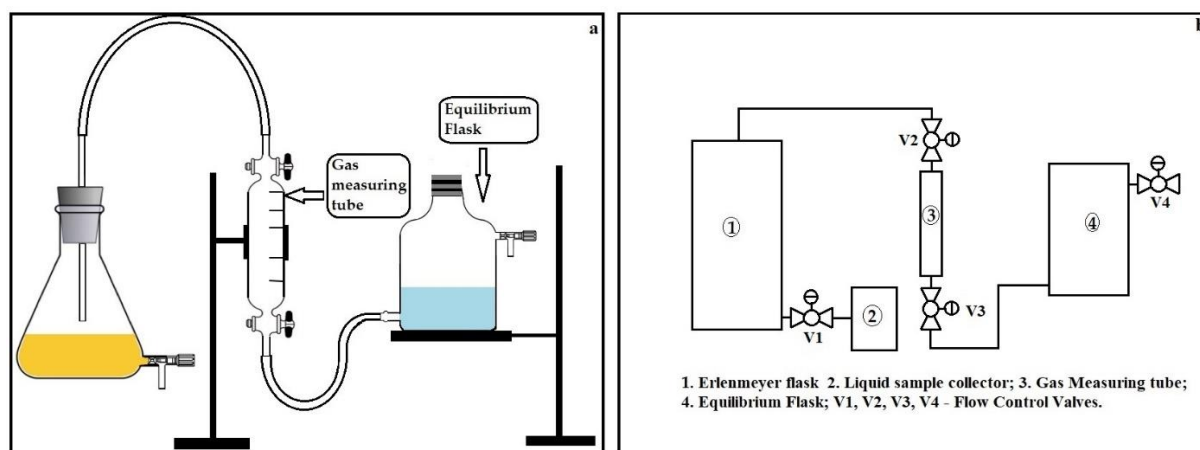 a
Equilibrium
Flask
Gas
measuring
tube
b
V2
3
1
4
V4
V1
2
V3
1. Erlenmeyer flask 2. Liquid sample collector; 3. Gas Measuring tube;
4. Equilibrium Flask; V1, V2, V3, V4 - Flow Control Valves.